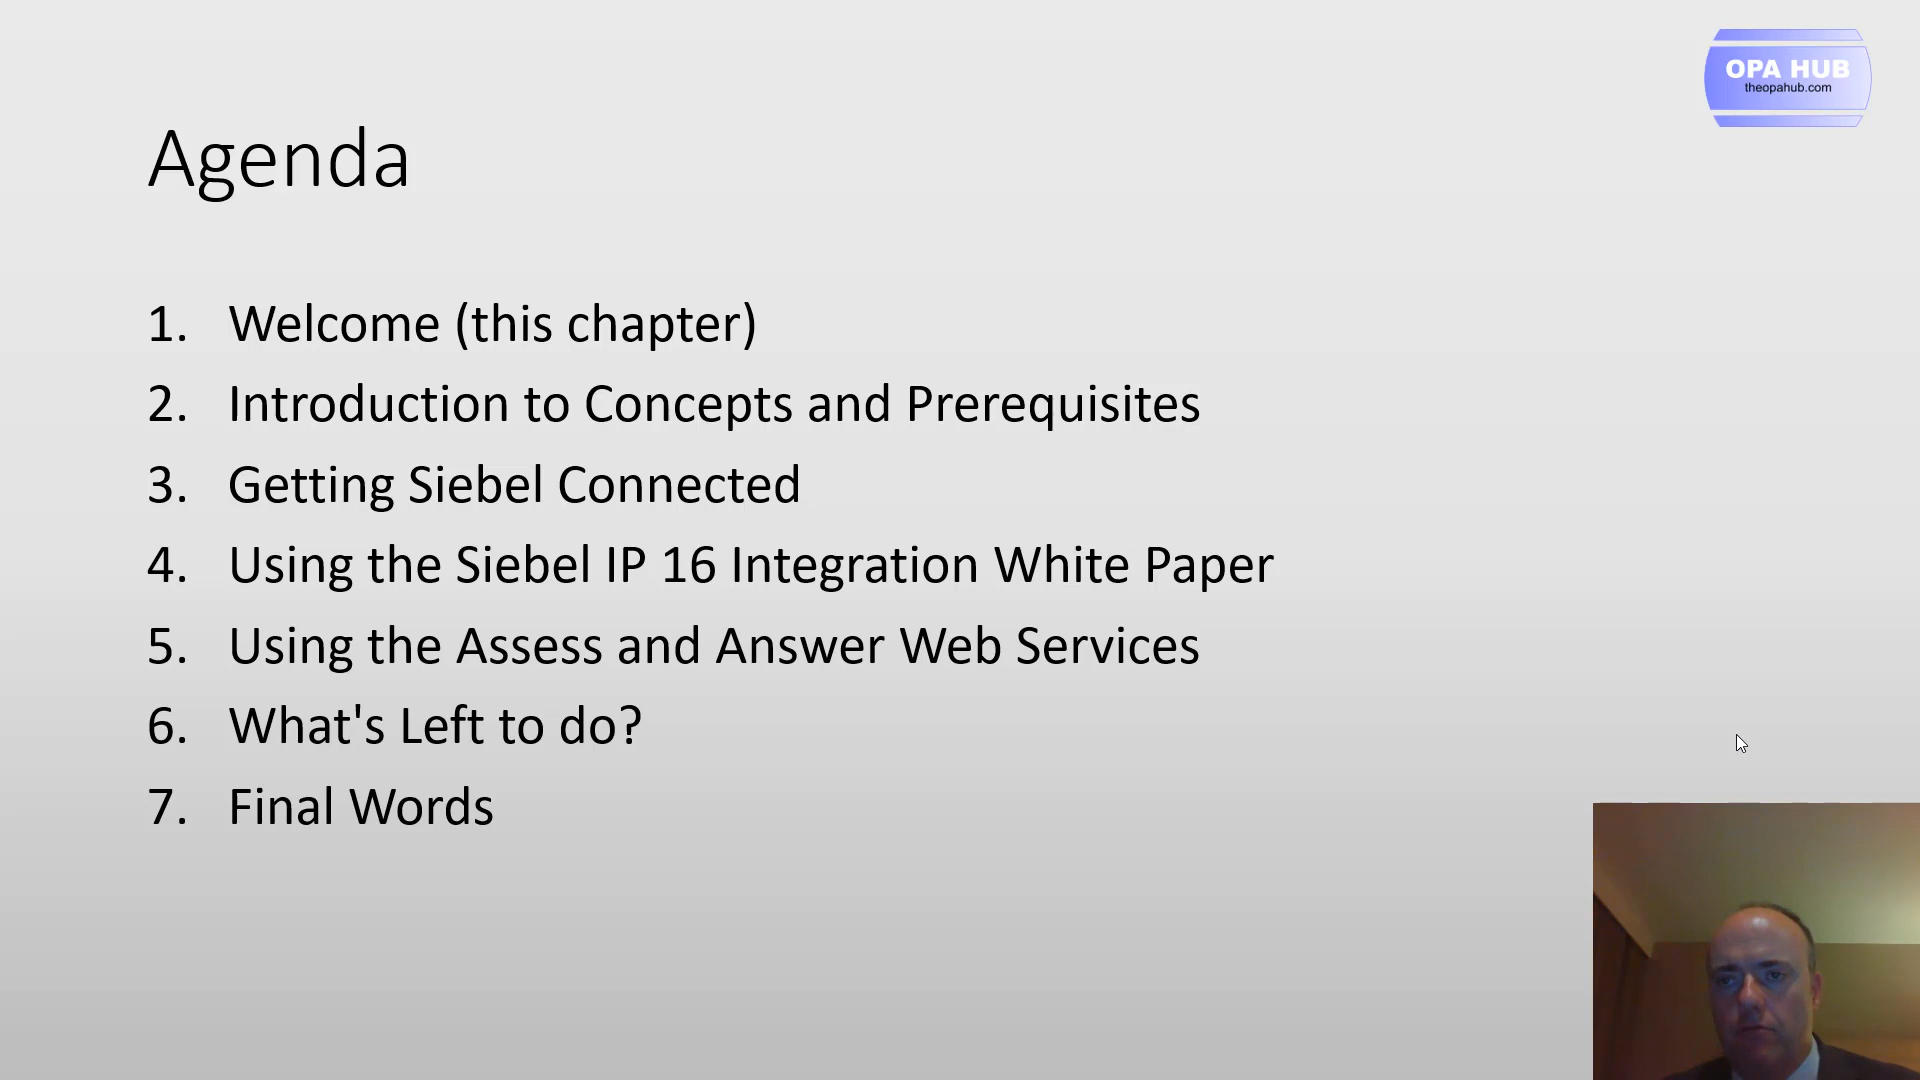 OPA HUB
theopahub.com
Agenda
1. Welcome (this chapter)
2. Introduction to Concepts and Prerequisites
3. Getting Siebel Connected
4. Using the Siebel IP 16 Integration White Paper
5. Using the Assess and Answer Web Services
6. What's Left to do?
7. Final Words